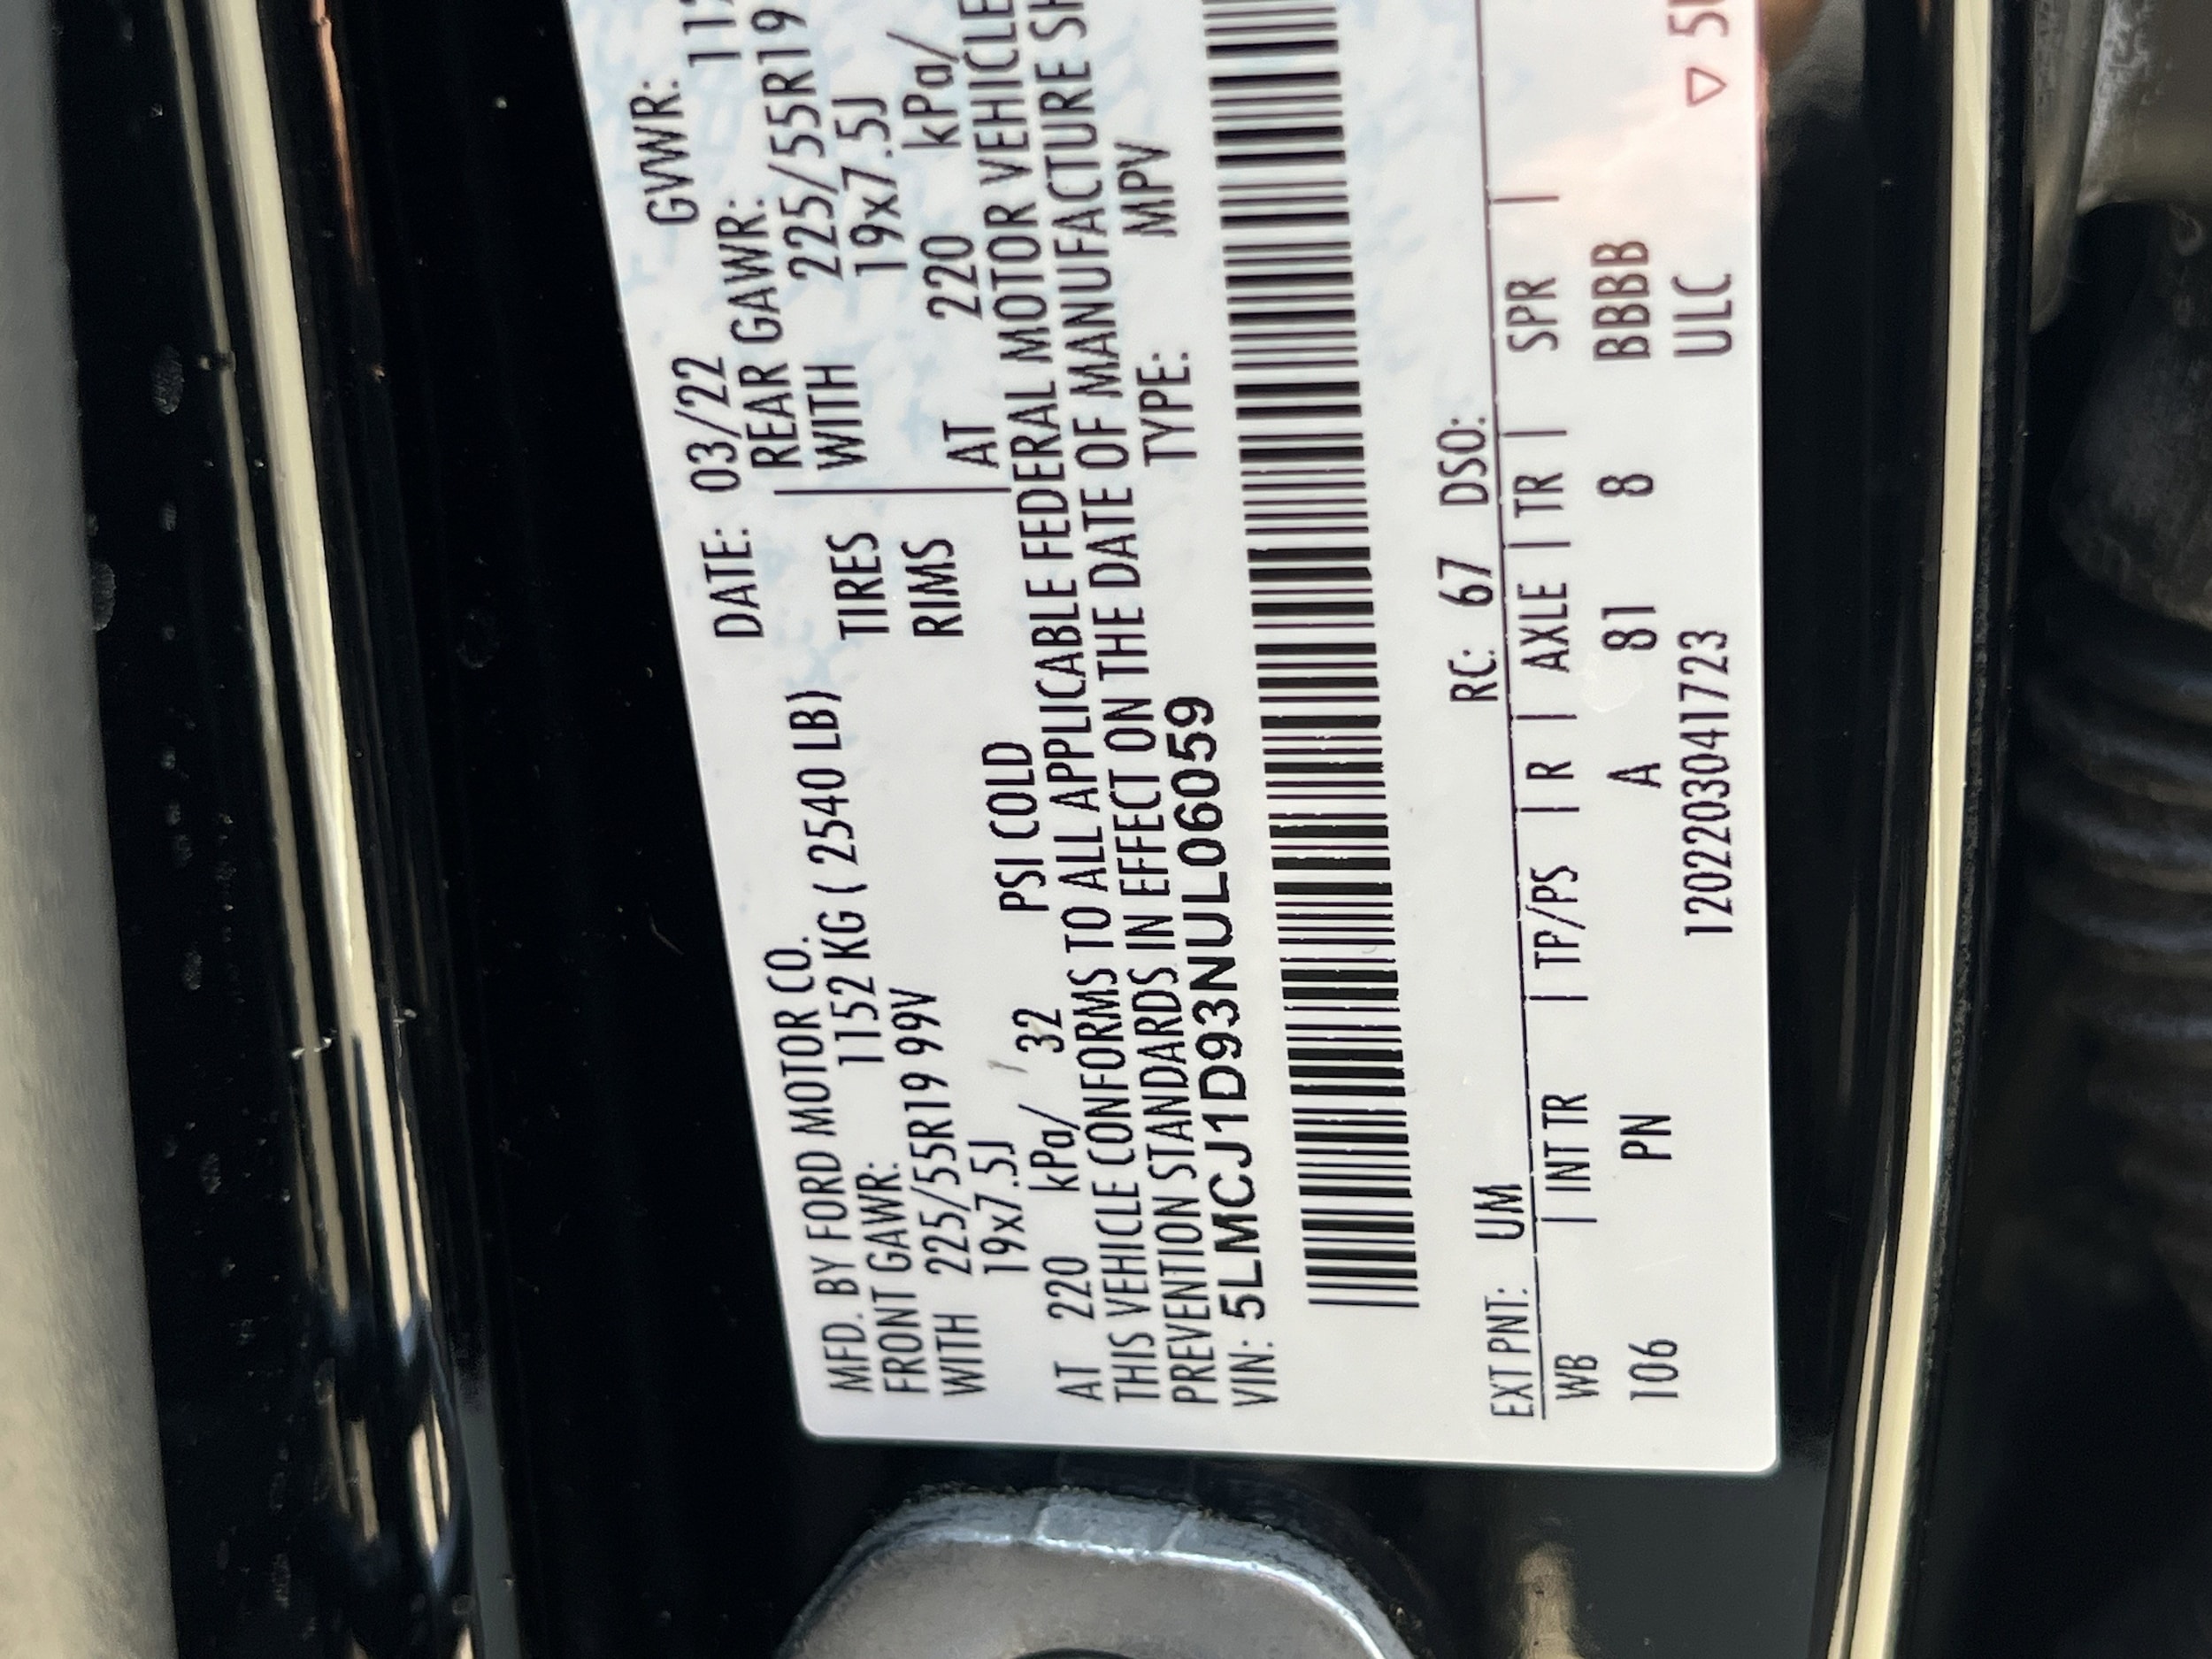 MFD. BY FORD MOTOR CO. DATE: 03/22 GVWR:
FRONT GAWR: 1152 KG ( 2540 LB) REAR GAWR:
WITH 225/55R19 99V TIRES WITH 225/55R19
19x7.5J RIMS 19x7.5J
AT 220 kPa/ 32 PSI COLD AT 220 kPa/
THIS VEHICLE CONFORMS TO ALL APPLICABLE FEDERAL MOTOR VEHICLE
PREVENTION STANDARDS IN EFFECT ON THE DATE OF MANUFACTURE
VIN: 5LMCJ1D93NUL06059 TYPE: MPV
EXT PNT: UM RC: 67 DSO:
WB | INT TR | TP/PS | R | AXLE | TR | SPR |
106 PN A 81 8 BBBB
1202203041723 ULC